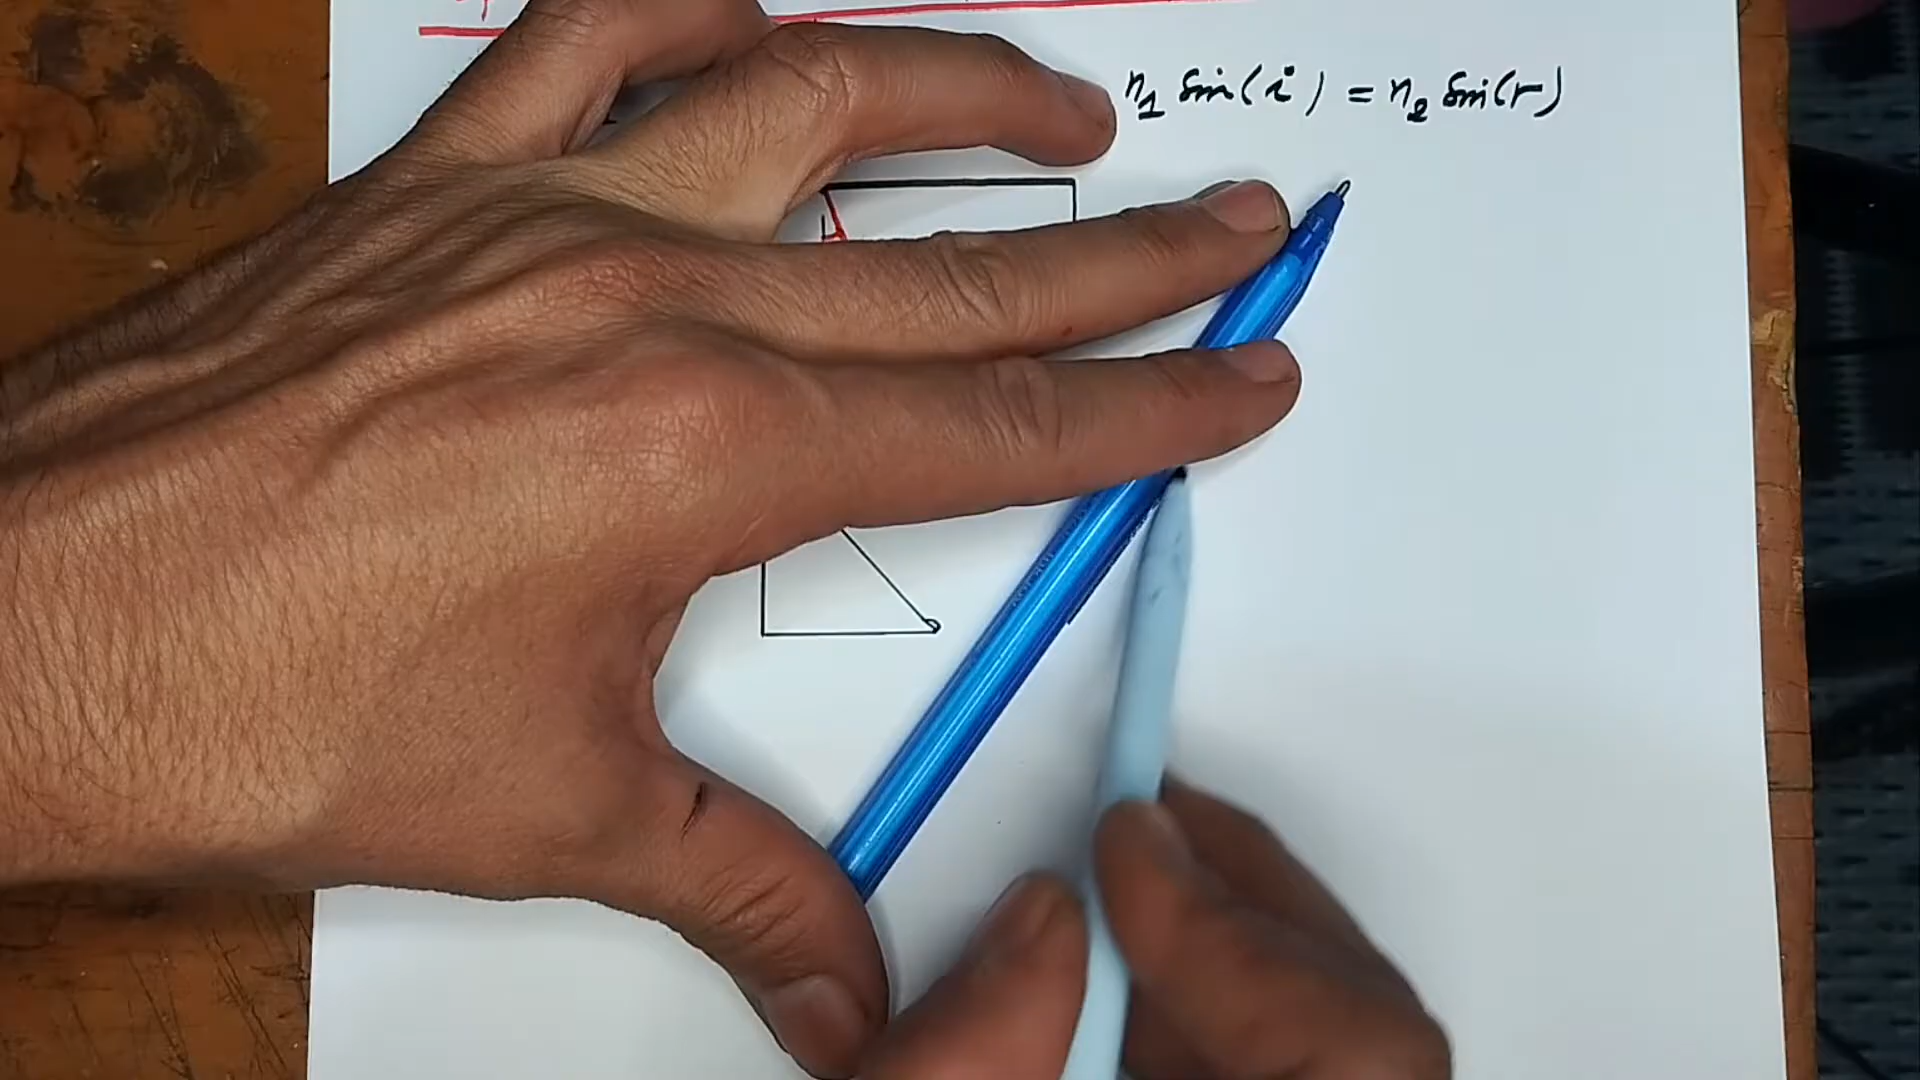 n₁ sin(i) = n₂ sin(r)